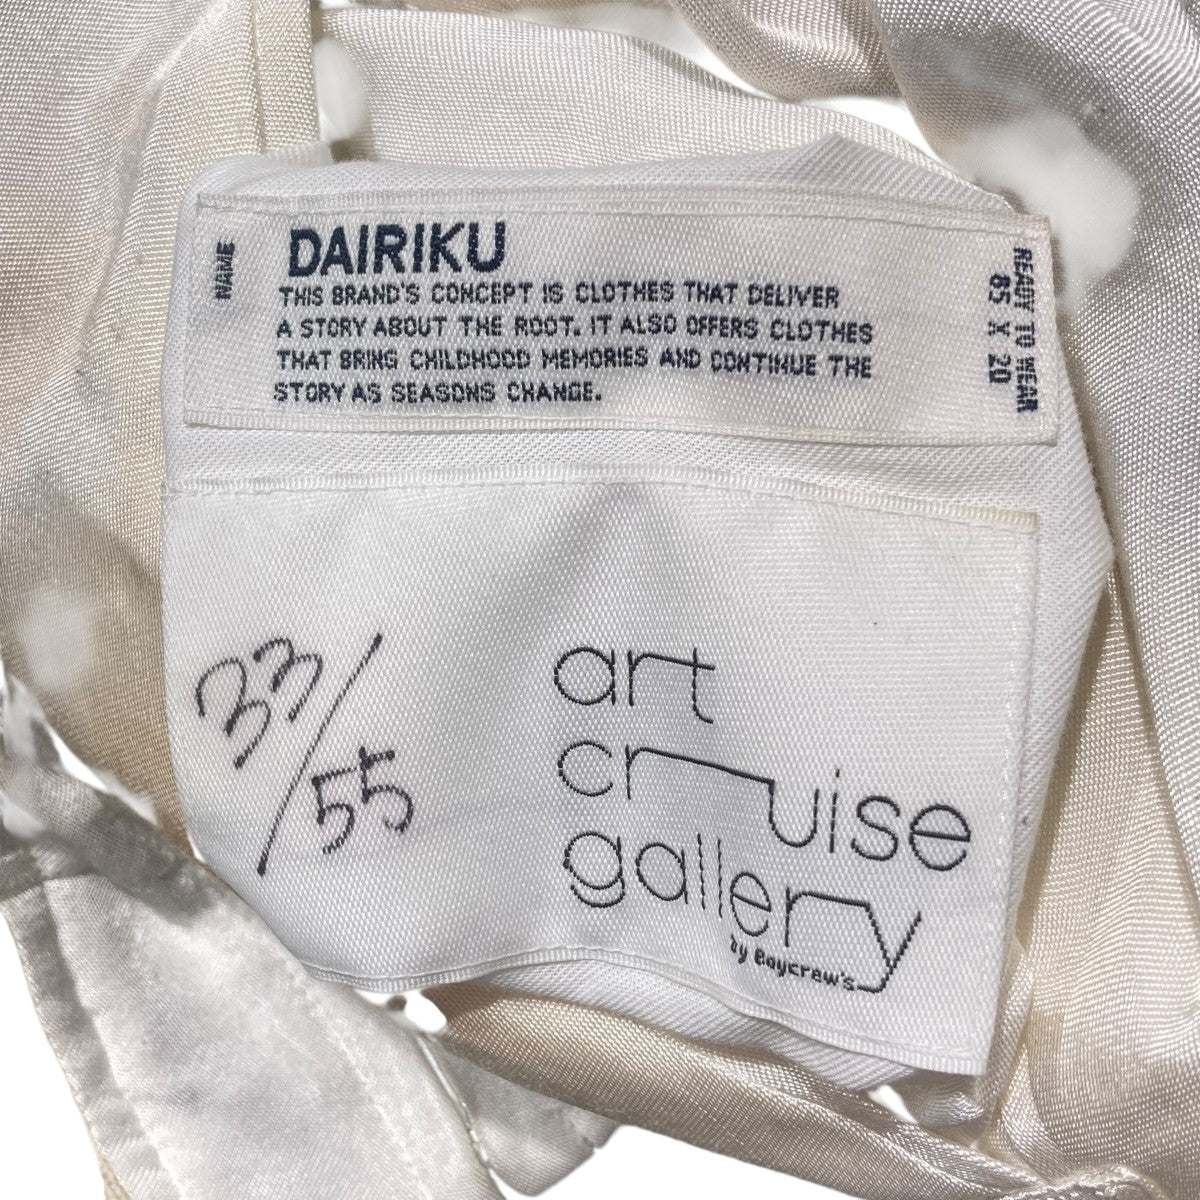 NAME
DAIRIKU
THIS BRAND'S CONCEPT IS CLOTHES THAT DELIVER
A STORY ABOUT THE ROOT. IT ALSO OFFERS CLOTHES
THAT BRING CHILDHOOD MEMORIES AND CONTINUE THE
STORY AS SEASONS CHANGE.
READY TO WEAR
85 X 20
33/55
art
cruise
gallery
by Baycrew's